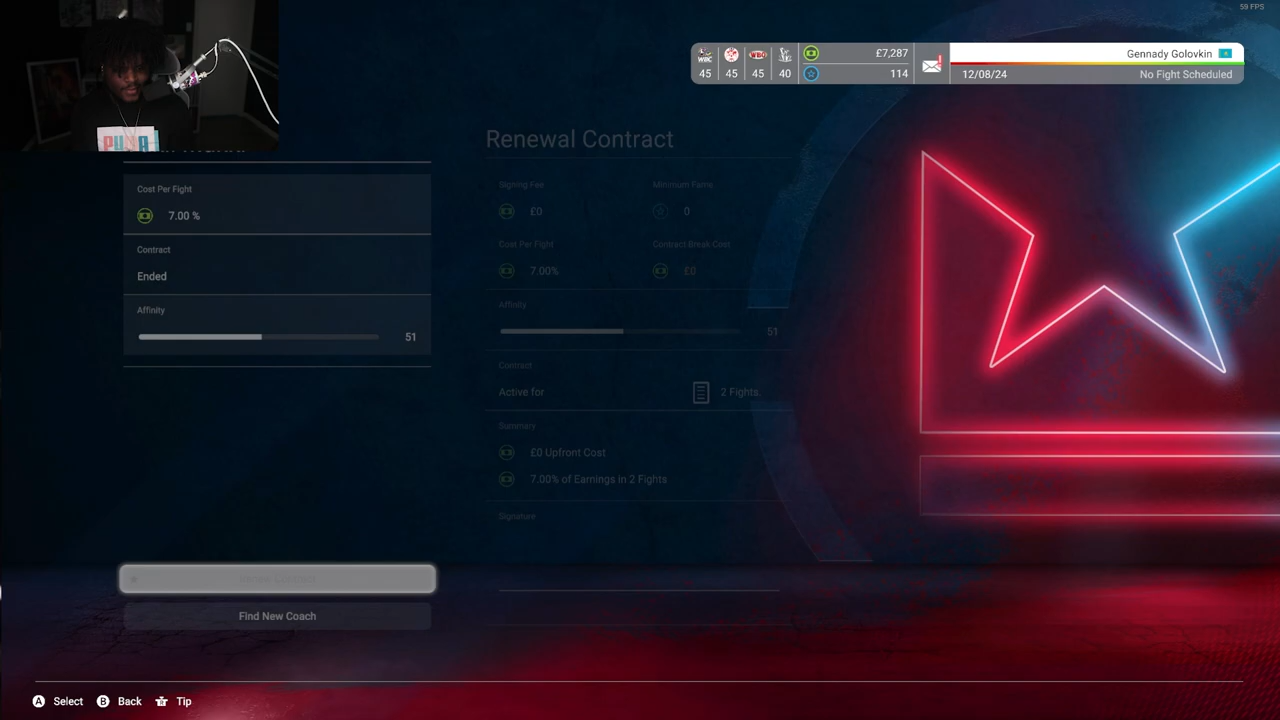 59 FPS
WBC
WBO
45
45
45
40
£7,287
114
Gennady Golovkin
12/08/24
No Fight Scheduled
Cost Per Fight
7.00 %
Contract
Ended
Affinity
51
Renewal Contract
Signing Fee
Minimum Fame
£0
0
Cost Per Fight
Contract Break Cost
7.00%
£0
Affinity
51
Contract
Active for
2 Fights.
Summary
£0 Upfront Cost
7.00% of Earnings in 2 Fights
Signature
Find New Coach
A Select
B Back
Tip